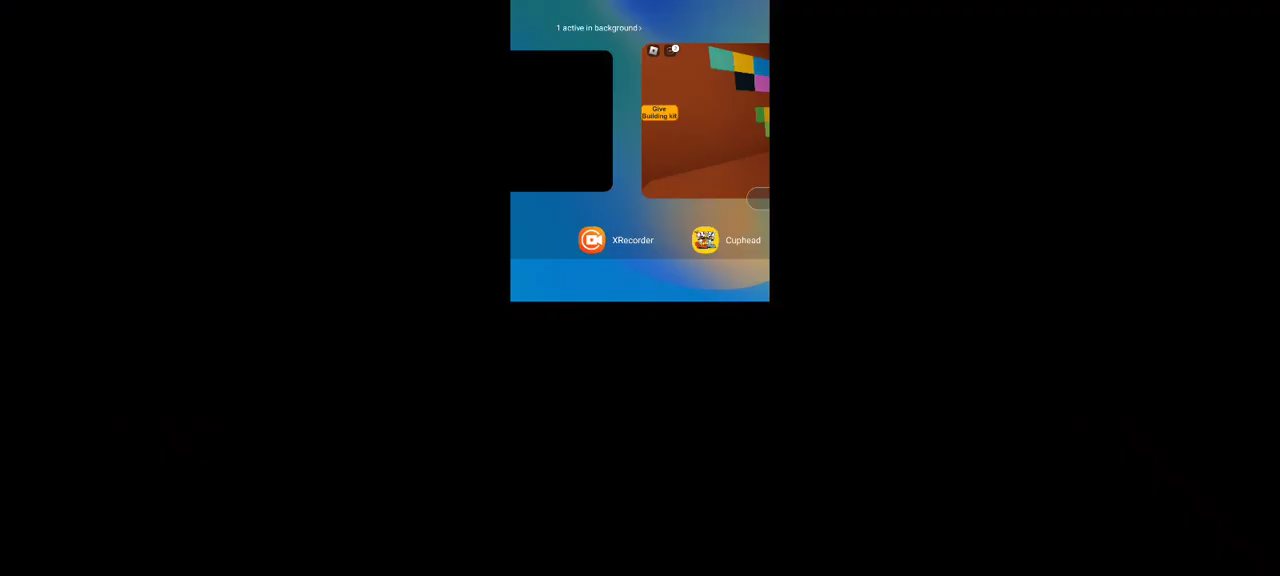 1 active in background ›
Give
Building kit
XRecorder
Cuphead